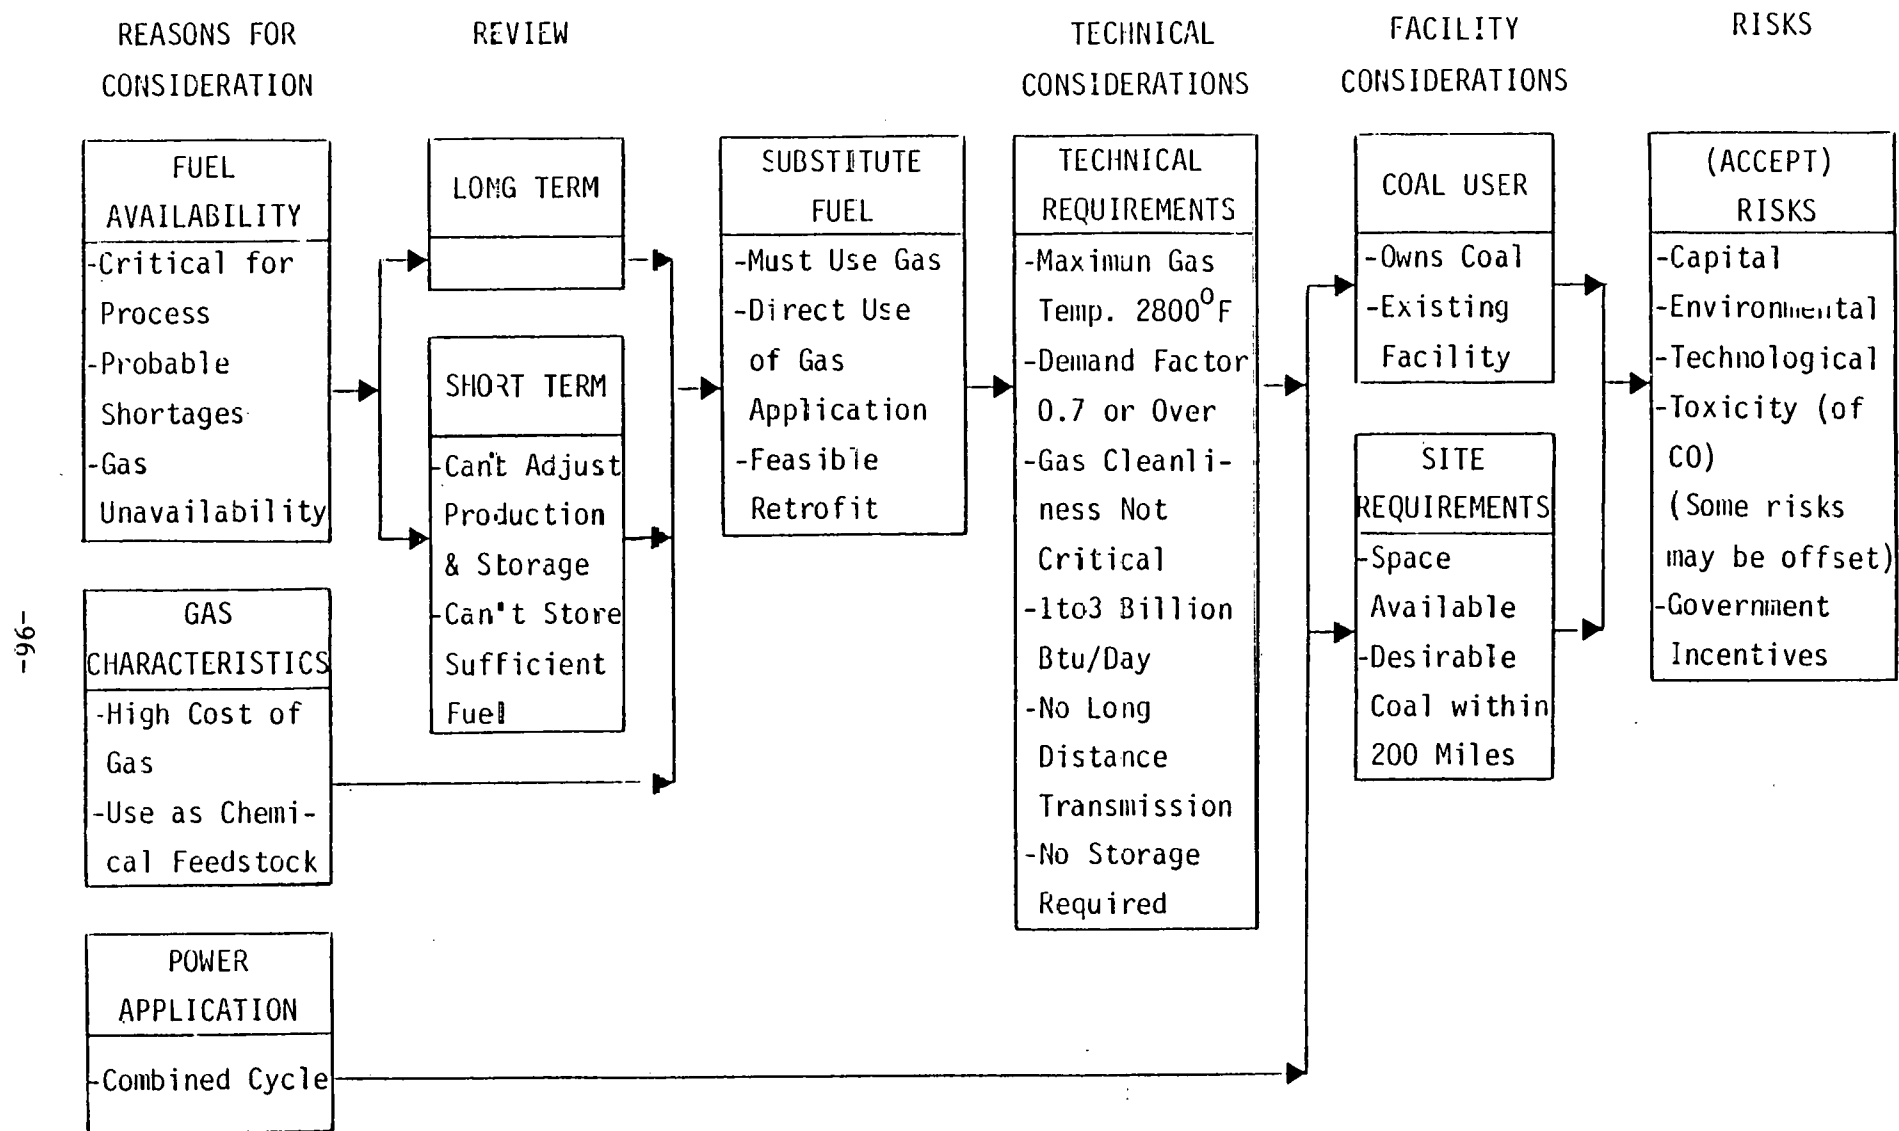 REASONS FOR
CONSIDERATION
REVIEW
TECHNICAL
CONSIDERATIONS
FACILITY
CONSIDERATIONS
RISKS
FUEL
AVAILABILITY
-Critical for
Process
-Probable
Shortages
-Gas
Unavailability
GAS
CHARACTERISTICS
-High Cost of
Gas
-Use as Chemi-
cal Feedstock
POWER
APPLICATION
-Combined Cycle
LONG TERM
SHORT TERM
-Can't Adjust
Production
& Storage
-Can't Store
Sufficient
Fuel
SUBSTITUTE
FUEL
-Must Use Gas
-Direct Use
of Gas
Application
-Feasible
Retrofit
TECHNICAL
REQUIREMENTS
-Maximun Gas
Temp. 2800°F
-Demand Factor
0.7 or Over
-Gas Cleanli-
ness Not
Critical
-1to3 Billion
Btu/Day
-No Long
Distance
Transmission
-No Storage
Required
COAL USER
-Owns Coal
-Existing
Facility
SITE
REQUIREMENTS
-Space
Available
-Desirable
Coal within
200 Miles
(ACCEPT)
RISKS
-Capital
-Environmental
-Technological
-Toxicity (of
CO)
(Some risks
may be offset)
-Government
Incentives
-96-